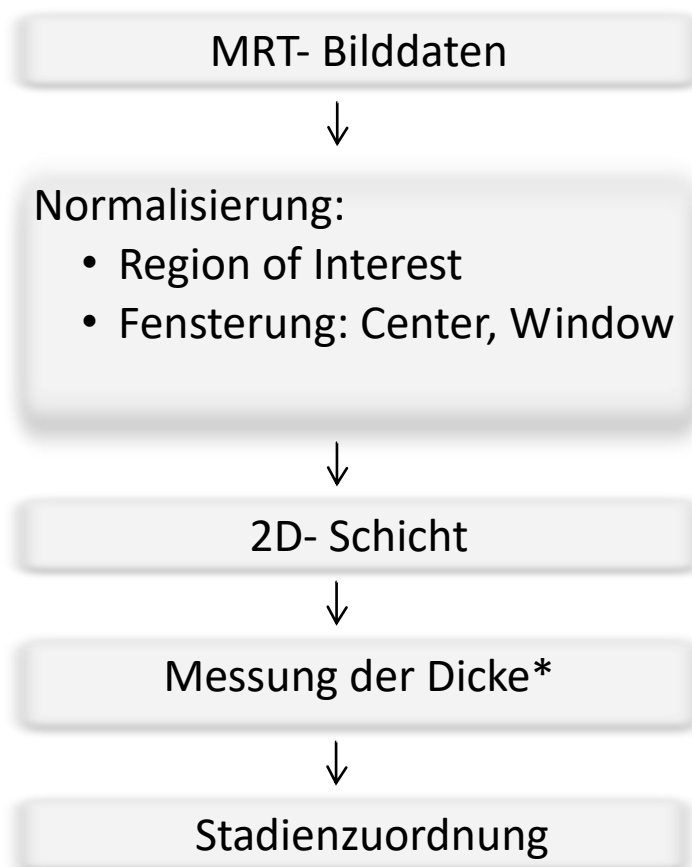 MRT- Bilddaten
Normalisierung:
• Region of Interest
• Fensterung: Center, Window
2D- Schicht
Messung der Dicke*
Stadienzuordnung